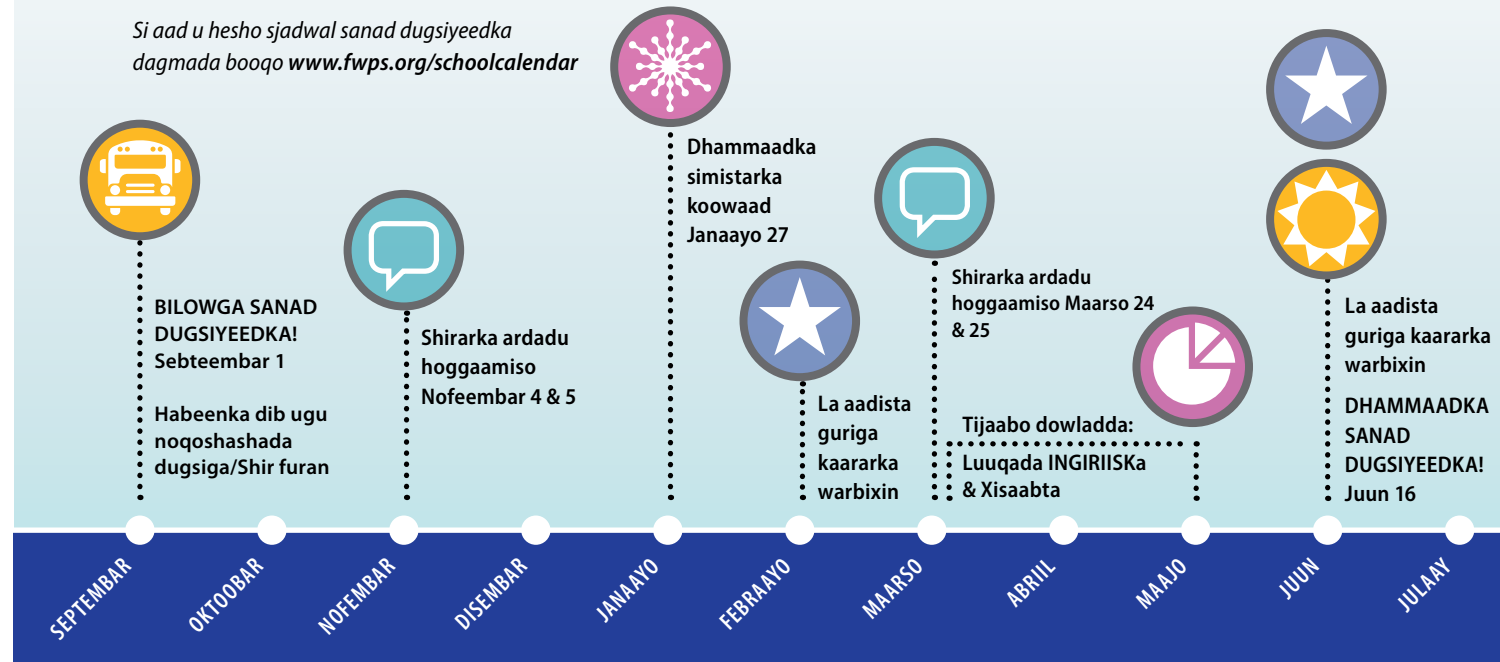 Si aad u hesho sjadwal sanad dugsiyeedka
dagmada booqo www.fwps.org/schoolcalendar
BILOWGA SANAD
DUGSIYEEDKA!
Sebteembar 1
Habeenka dib ugu
noqoshashada
dugsiga/Shir furan
Shirarka ardadu
hoggaamiso
Nofeembar 4 & 5
Dhammaadka
simistarka
koowaad
Janaayo 27
La aadista
guriga
kaararka
warbixin
Shirarka ardadu
hoggaamiso Maarso 24
& 25
Tijaabo dowladda:
Luuqada INGIRIISKa
& Xisaabta
La aadista
guriga kaararka
warbixin
DHAMMAADKA
SANAD
DUGSIYEEDKA!
Juun 16
SEPTEMBAR
OKTOOBAR
NOFEMBAR
DISEMBAR
JANAAYO
FEBRAAYO
MAARSO
ABRIIL
MAAJO
JUUN
JULAAY